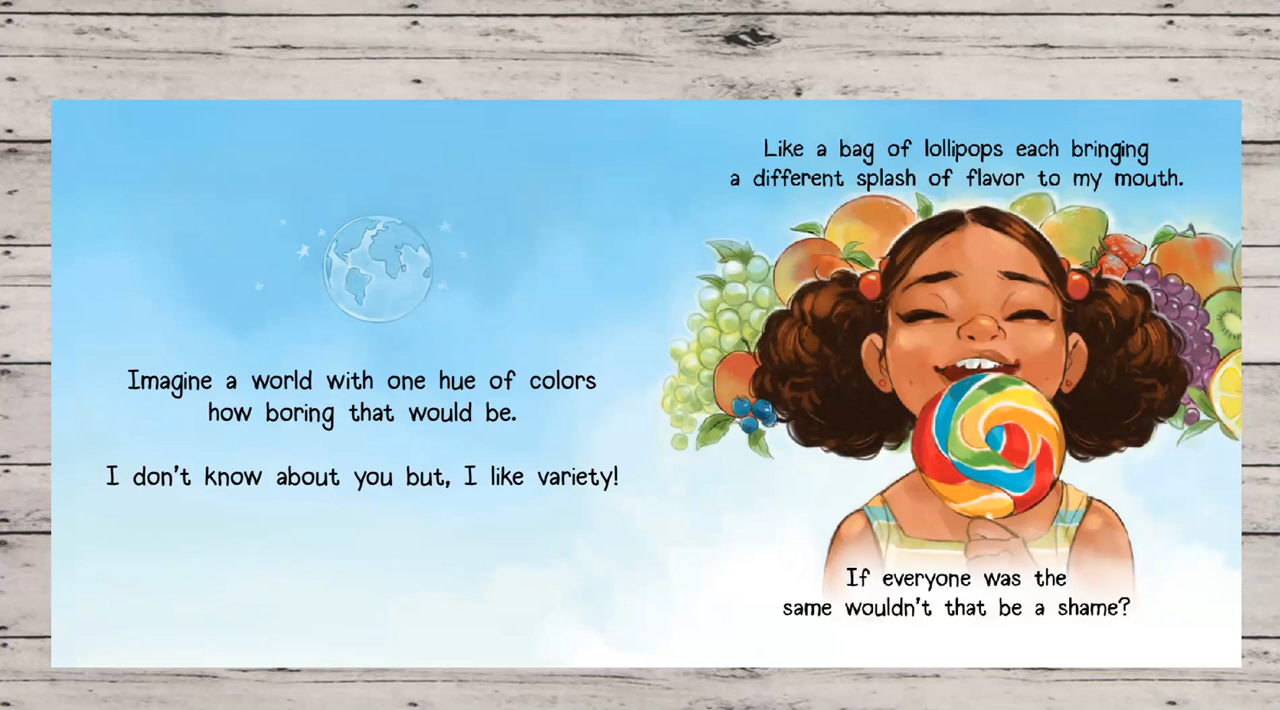 Imagine a world with one hue of colors
how boring that would be.
I don't know about you but, I like variety!
Like a bag of lollipops each bringing
a different splash of flavor to my mouth.
If everyone was the
same wouldn't that be a shame?